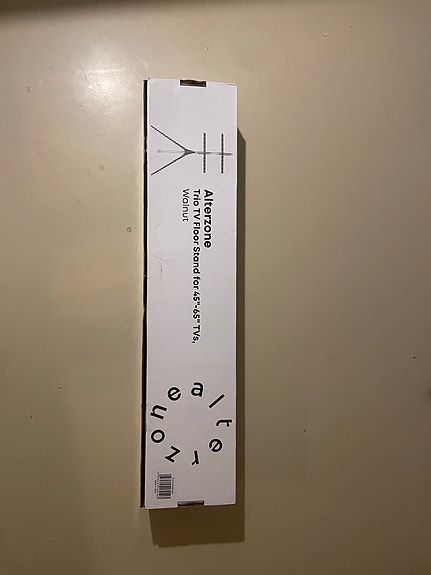 Alterzone
Trio TV Floor Stand for 45"-65" TVs,
Walnut
alterzone